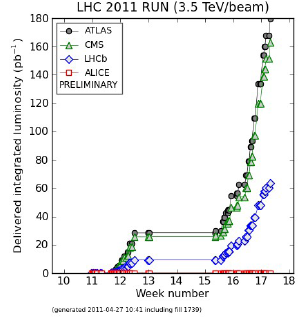 LHC 2011 RUN (3.5 TeV/beam)
Delivered integrated luminosity (pb⁻¹)
180
160
140
120
100
80
60
40
20
0
ATLAS
CMS
LHCb
ALICE
PRELIMINARY
10 11 12 13 14 15 16 17 18
Week number
(generated 2011-04-27 10:41 including fill 1739)